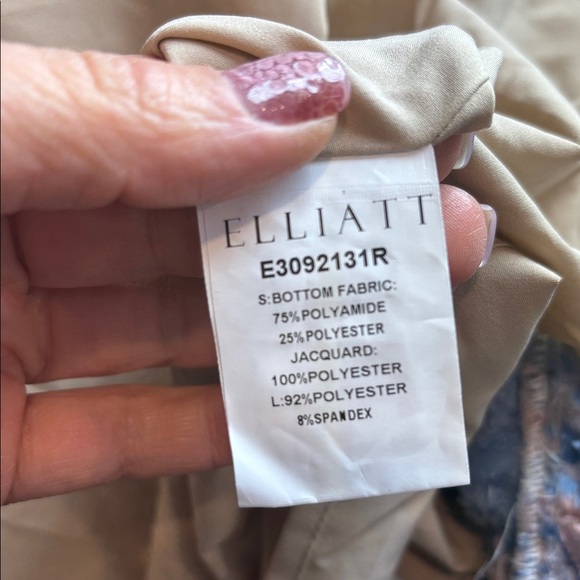 ELLIATT
E3092131R
S:BOTTOM FABRIC:
75%POLYAMIDE
25%POLYESTER
JACQUARD:
100%POLYESTER
L:92%POLYESTER
8%SPANDEX